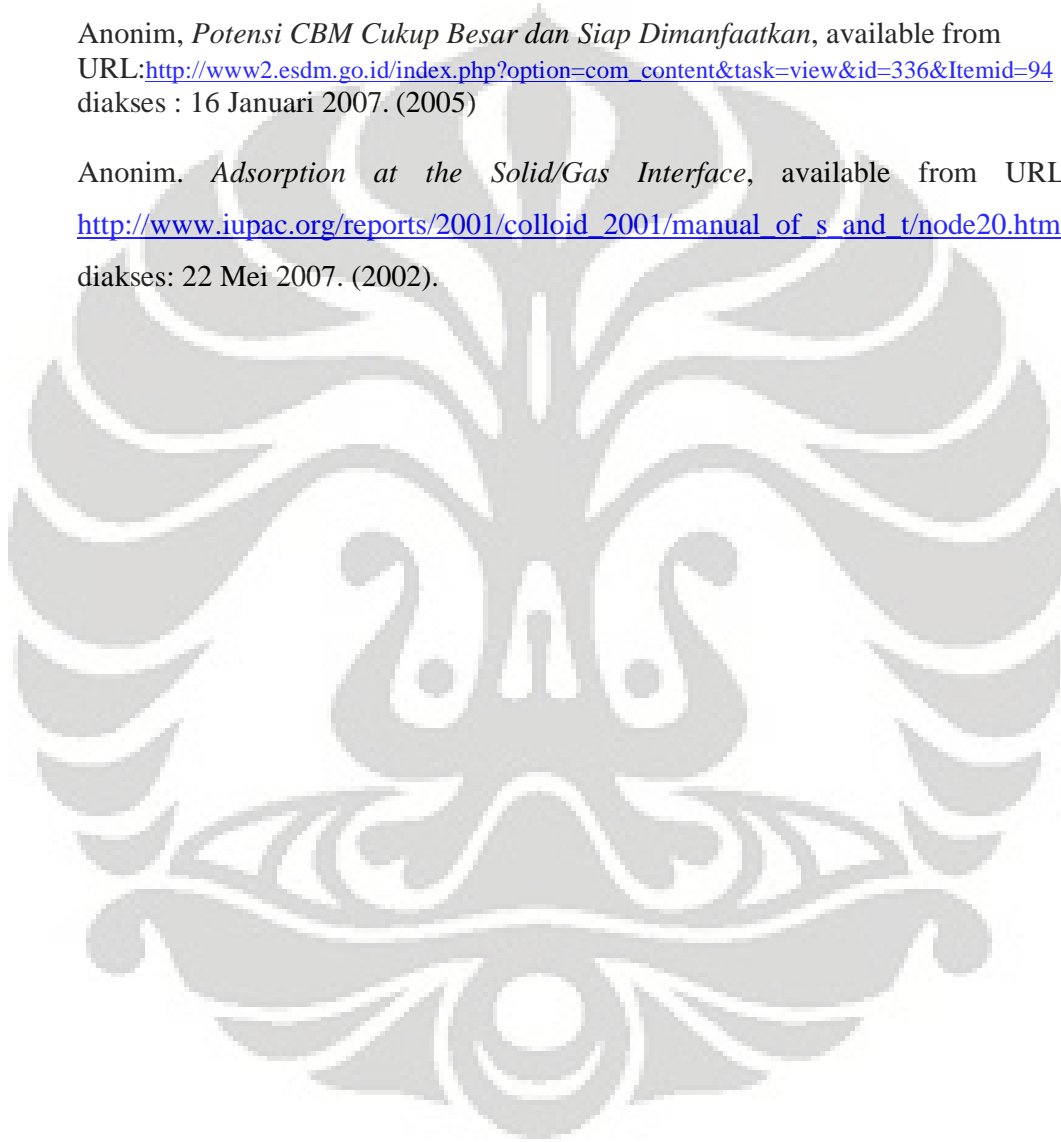 Anonim, Potensi CBM Cukup Besar dan Siap Dimanfaatkan, available from
URL:http://www2.esdm.go.id/index.php?option=com_content&task=view&id=336&Itemid=94
diakses : 16 Januari 2007. (2005)
Anonim. Adsorption at the Solid/Gas Interface, available from URL
http://www.iupac.org/reports/2001/colloid_2001/manual_of_s_and_t/node20.htm
diakses: 22 Mei 2007. (2002).